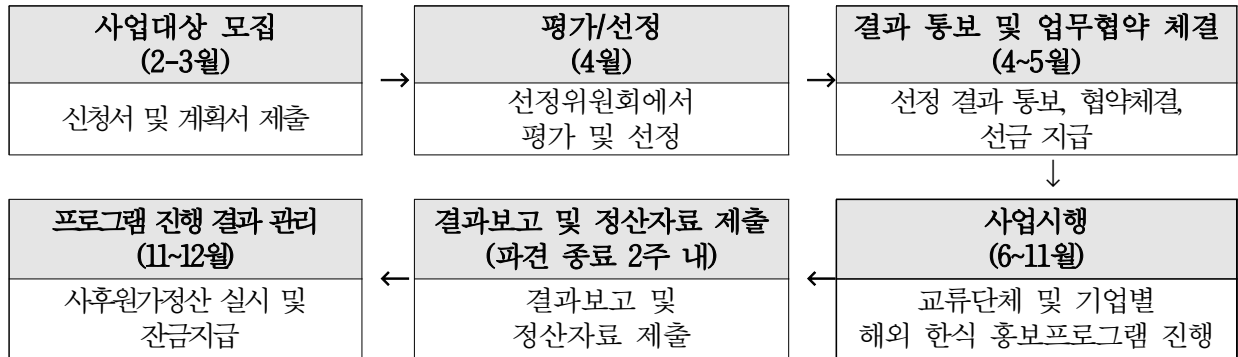 사업대상 모집
(2-3월)
신청서 및 계획서 제출
→
평가/선정
(4월)
선정위원회에서
평가 및 선정
→
결과 통보 및 업무협약 체결
(4~5월)
선정 결과 통보, 협약체결,
선금 지급
↓
사업시행
(6~11월)
교류단체 및 기업별
해외 한식 홍보프로그램 진행
←
결과보고 및 정산자료 제출
(파견 종료 2주 내)
결과보고 및
정산자료 제출
←
프로그램 진행 결과 관리
(11~12월)
사후원가정산 실시 및
잔금지급